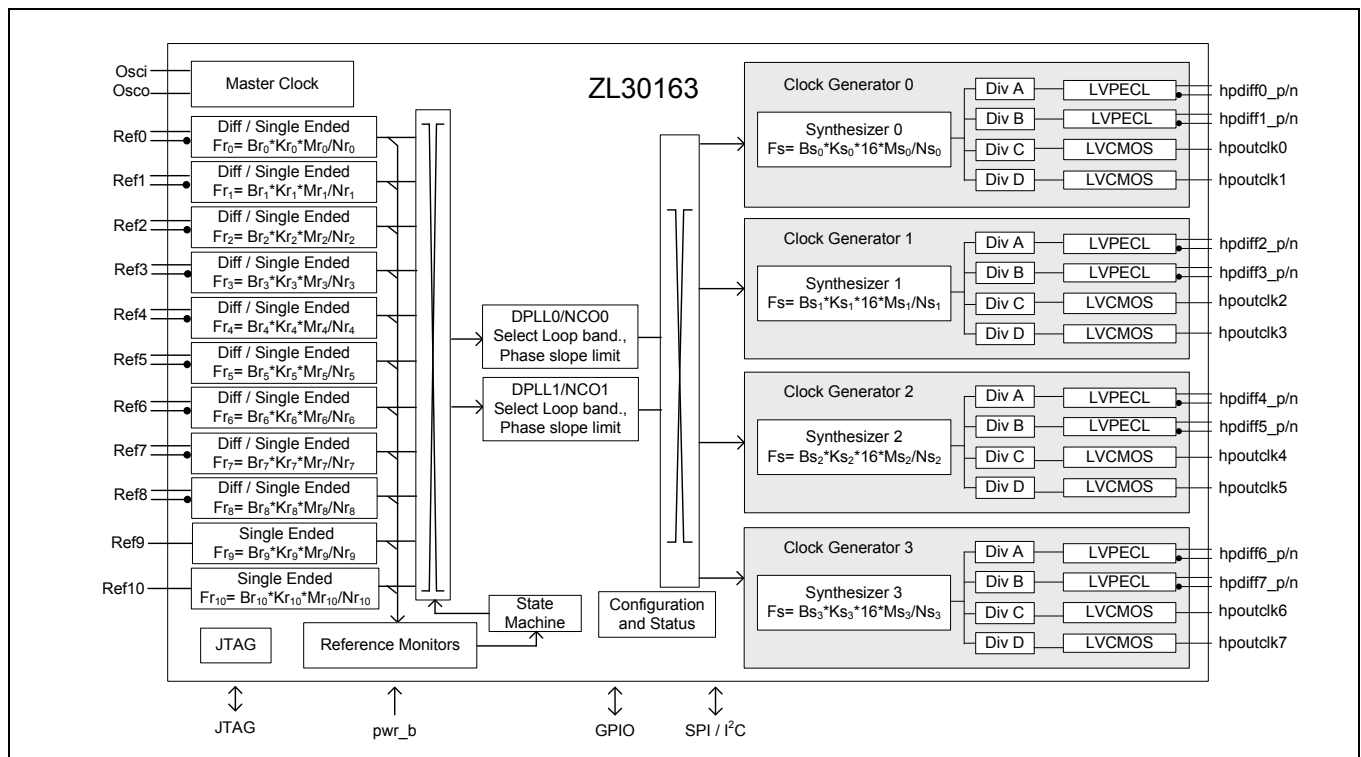 ZL30163
Osci
Osco
Master Clock
Ref0
Diff / Single Ended
Fr₀= Br₀*Kr₀*Mr₀/Nr₀
Ref1
Diff / Single Ended
Fr₁= Br₁*Kr₁*Mr₁/Nr₁
Ref2
Diff / Single Ended
Fr₂= Br₂*Kr₂*Mr₂/Nr₂
Ref3
Diff / Single Ended
Fr₃= Br₃*Kr₃*Mr₃/Nr₃
Ref4
Diff / Single Ended
Fr₄= Br₄*Kr₄*Mr₄/Nr₄
Ref5
Diff / Single Ended
Fr₅= Br₅*Kr₅*Mr₅/Nr₅
Ref6
Diff / Single Ended
Fr₆= Br₆*Kr₆*Mr₆/Nr₆
Ref7
Diff / Single Ended
Fr₇= Br₇*Kr₇*Mr₇/Nr₇
Ref8
Diff / Single Ended
Fr₈= Br₈*Kr₈*Mr₈/Nr₈
Ref9
Single Ended
Fr₉= Br₉*Kr₉*Mr₉/Nr₉
Ref10
Single Ended
Fr₁₀= Br₁₀*Kr₁₀*Mr₁₀/Nr₁₀
JTAG
Reference Monitors
State
Machine
DPLL0/NCO0
Select Loop band.,
Phase slope limit
DPLL1/NCO1
Select Loop band.,
Phase slope limit
Configuration
and Status
Clock Generator 0
Synthesizer 0
Fs= Bs₀*Ks₀*16*Ms₀/Ns₀
Div A
LVPECL
hpdiff0_p/n
Div B
LVPECL
hpdiff1_p/n
Div C
LVCMOS
hpoutclk0
Div D
LVCMOS
hpoutclk1
Clock Generator 1
Synthesizer 1
Fs= Bs₁*Ks₁*16*Ms₁/Ns₁
Div A
LVPECL
hpdiff2_p/n
Div B
LVPECL
hpdiff3_p/n
Div C
LVCMOS
hpoutclk2
Div D
LVCMOS
hpoutclk3
Clock Generator 2
Synthesizer 2
Fs= Bs₂*Ks₂*16*Ms₂/Ns₂
Div A
LVPECL
hpdiff4_p/n
Div B
LVPECL
hpdiff5_p/n
Div C
LVCMOS
hpoutclk4
Div D
LVCMOS
hpoutclk5
Clock Generator 3
Synthesizer 3
Fs= Bs₃*Ks₃*16*Ms₃/Ns₃
Div A
LVPECL
hpdiff6_p/n
Div B
LVPECL
hpdiff7_p/n
Div C
LVCMOS
hpoutclk6
Div D
LVCMOS
hpoutclk7
JTAG
pwr_b
GPIO
SPI / I²C